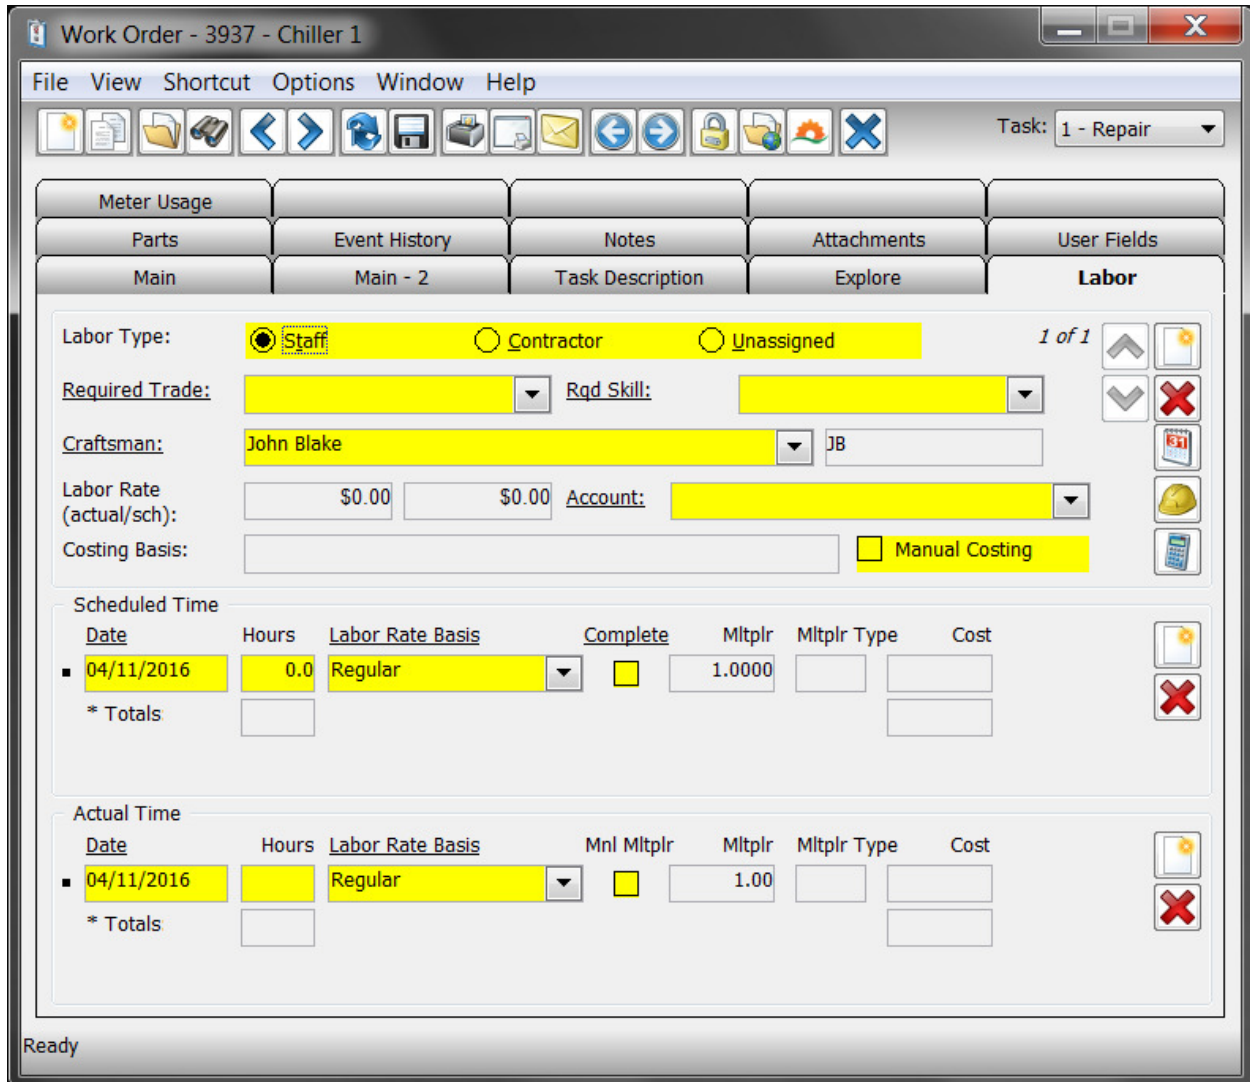 Work Order - 3937 - Chiller 1
File View Shortcut Options Window Help
Task: 1 - Repair
Meter Usage
Parts Event History Notes Attachments User Fields
Main Main - 2 Task Description Explore Labor
Labor Type: Staff Contractor Unassigned 1 of 1
Required Trade: Rqd Skill:
31
Craftsman: John Blake JB
Labor Rate
(actual/sch): $0.00 $0.00 Account:
Costing Basis: Manual Costing
Scheduled Time
Date Hours Labor Rate Basis Complete Mltplr Mltplr Type Cost
04/11/2016 0.0 Regular 1.0000
* Totals:
Actual Time
Date Hours Labor Rate Basis Mnl Mltplr Mltplr Mltplr Type Cost
04/11/2016 Regular 1.00
* Totals:
Ready